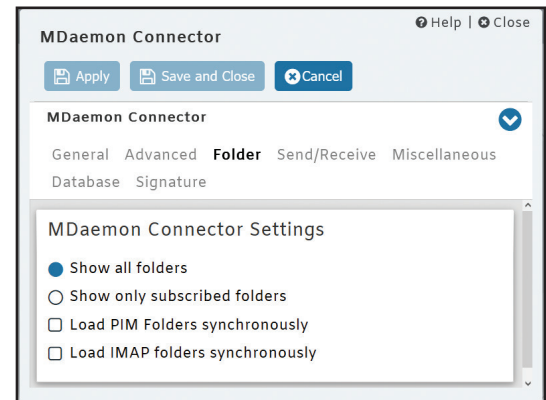 Help | Close
MDaemon Connector
Apply Save and Close Cancel
MDaemon Connector
General Advanced Folder Send/Receive Miscellaneous
Database Signature
MDaemon Connector Settings
Show all folders
Show only subscribed folders
Load PIM Folders synchronously
Load IMAP folders synchronously